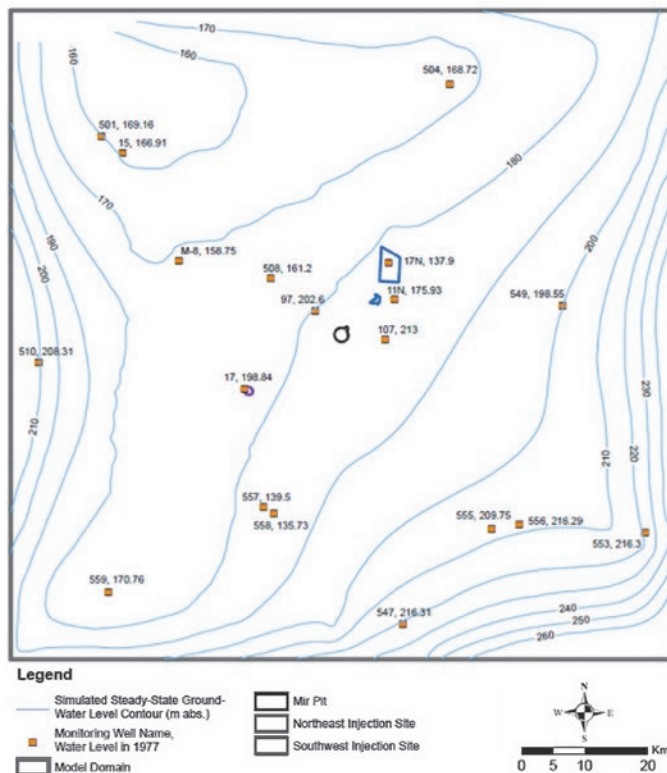 170
160
160
504, 168.72
501, 169.16
15, 166.91
180
170
190
200
M-8, 158.75
17N, 137.9
508, 161.2
11N, 175.93
97, 202.6
549, 198.55
200
107, 213
510, 208.31
17, 198.84
230
210
220
210
557, 139.5
558, 135.73
555, 209.75
556, 216.29
553, 216.3
559, 170.76
547, 216.31
240
250
260
Legend
Simulated Steady-State Ground-
Water Level Contour (m abs.)
Monitoring Well Name,
Water Level in 1977
Model Domain
Mir Pit
Northeast Injection Site
Southwest Injection Site
N
W E
S
Km
0 5 10 20